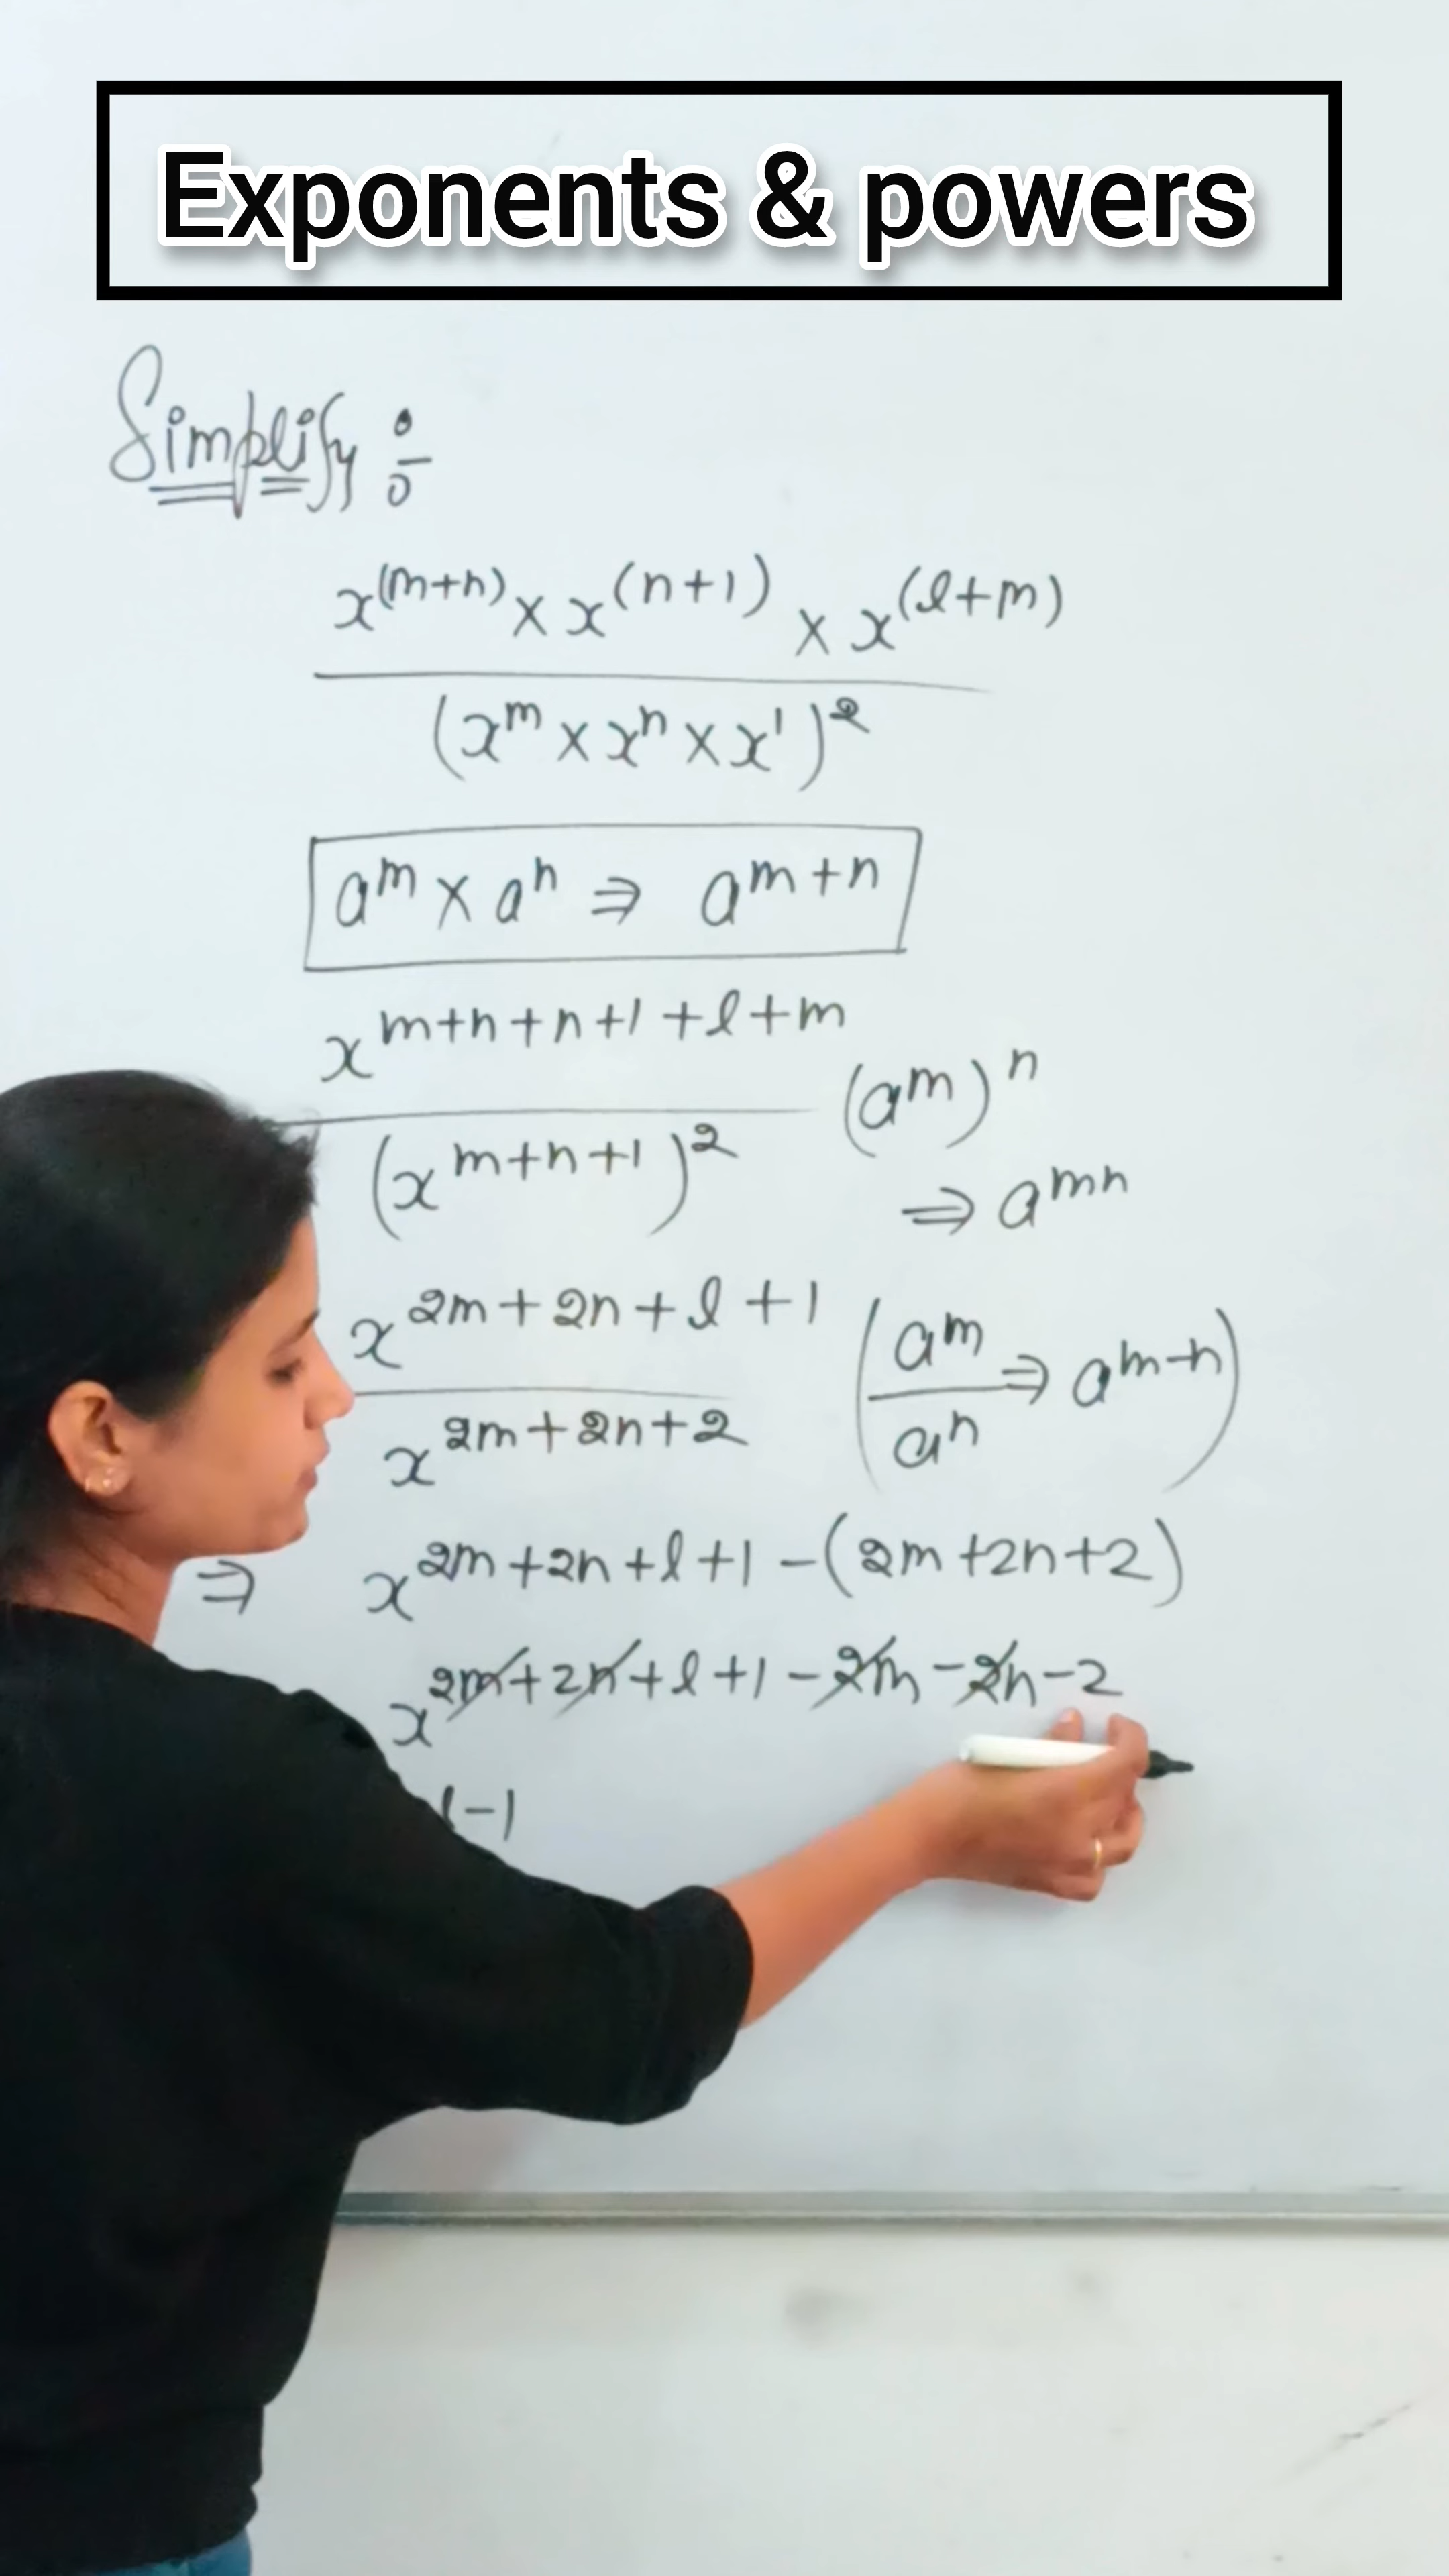 Exponents & powers
Simplify :-
x^(m+n) × x^(n+1) × x^(l+m)
(x^m × x^n × x^1)^2
a^m × a^n ⇒ a^m+n
x^m+n+n+1+l+m
(x^m+n+1)^2
(a^m)^n
⇒ a^mn
x^2m+2n+l+1
x^2m+2n+2
(a^m/a^n ⇒ a^m-n)
⇒ x^2m+2n+l+1-(2m+2n+2)
x^2m+2n+l+1-2m-2n-2
l-1